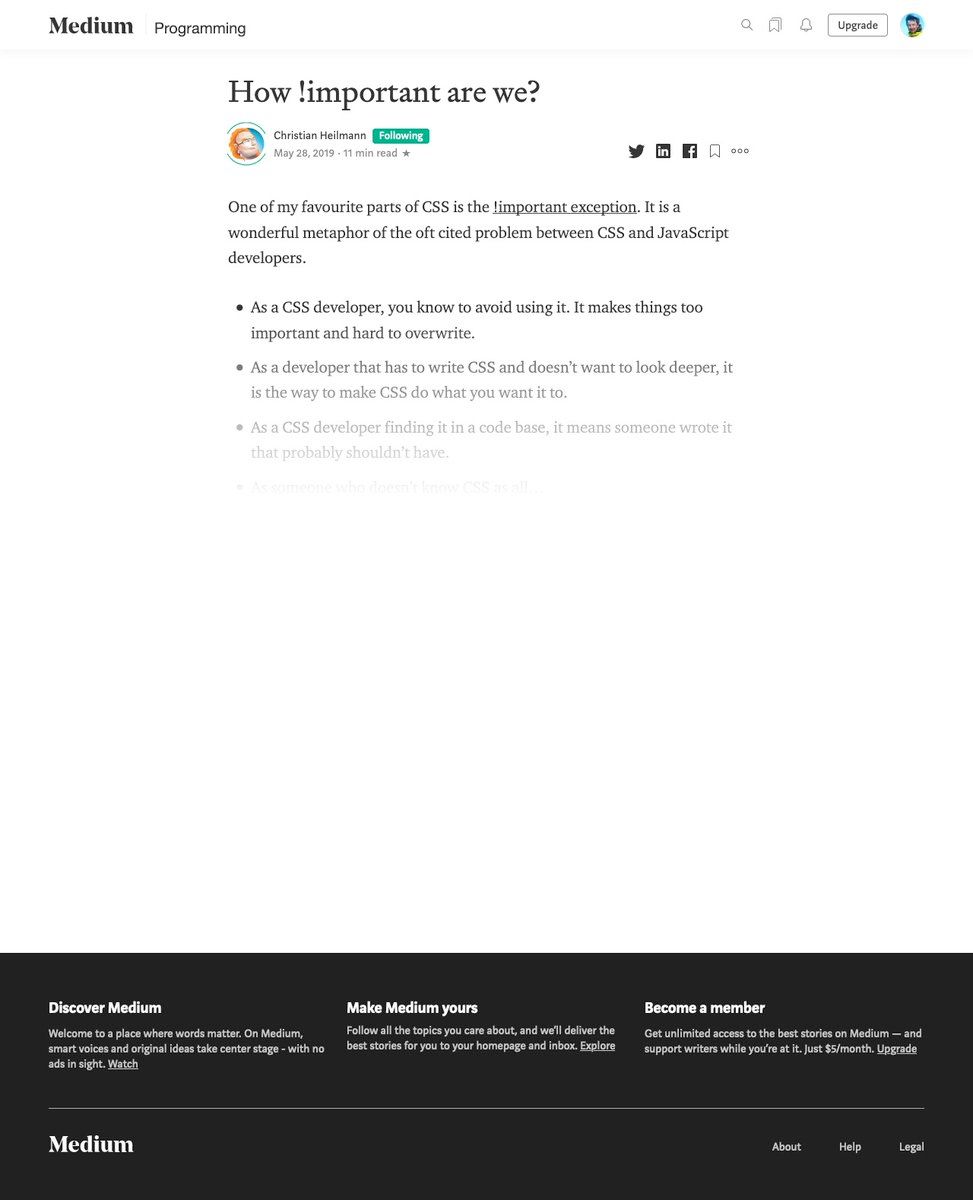 Medium
Programming
Upgrade
How !important are we?
Christian Heilmann Following
May 28, 2019 · 11 min read ★
One of my favourite parts of CSS is the !important exception. It is a
wonderful metaphor of the oft cited problem between CSS and JavaScript
developers.
• As a CSS developer, you know to avoid using it. It makes things too
important and hard to overwrite.
• As a developer that has to write CSS and doesn’t want to look deeper, it
is the way to make CSS do what you want it to.
• As a CSS developer finding it in a code base, it means someone wrote it
that probably shouldn’t have.
• As someone who doesn’t know CSS as all…
Discover Medium
Welcome to a place where words matter. On Medium,
smart voices and original ideas take center stage - with no
ads in sight. Watch
Make Medium yours
Follow all the topics you care about, and we’ll deliver the
best stories for you to your homepage and inbox. Explore
Become a member
Get unlimited access to the best stories on Medium — and
support writers while you’re at it. Just $5/month. Upgrade
Medium
About
Help
Legal